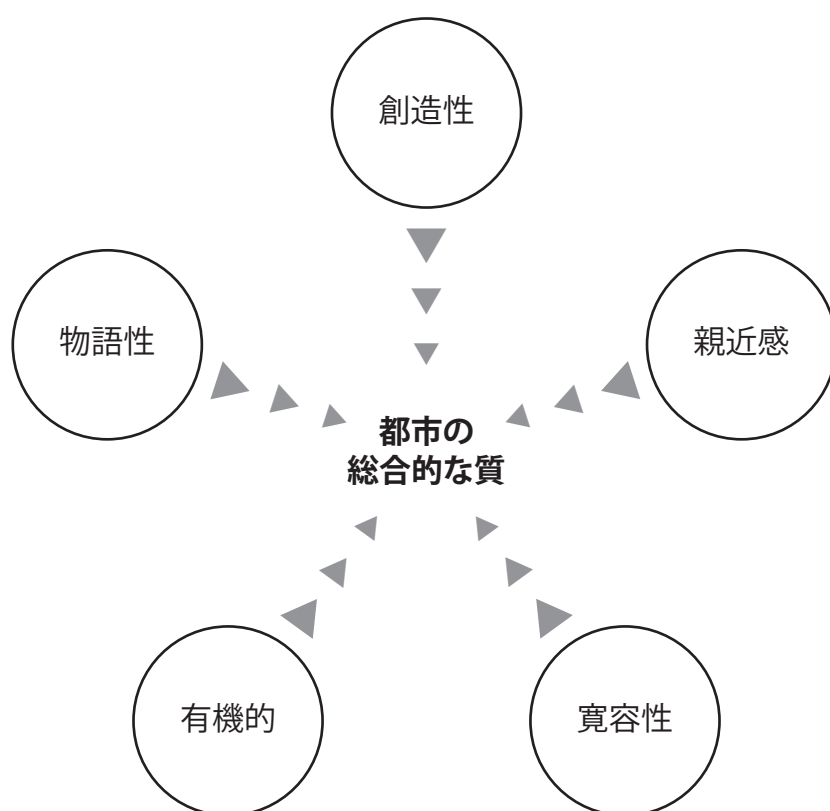 創造性
物語性
親近感
都市の
総合的な質
有機的
寛容性